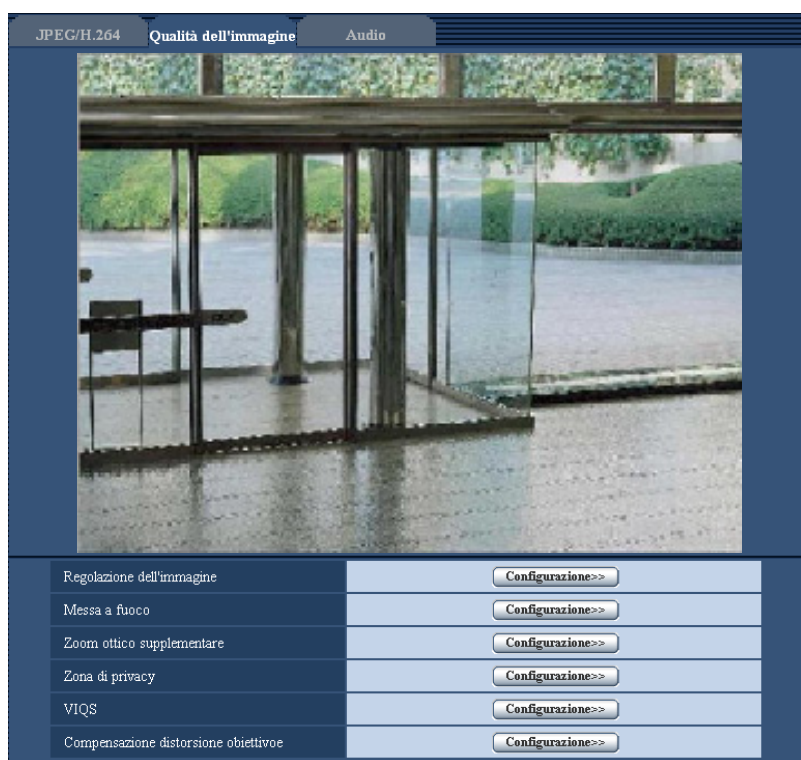 JPEG/H.264 Qualità dell'immagine Audio
Regolazione dell'immagine Configurazione>>
Messa a fuoco Configurazione>>
Zoom ottico supplementare Configurazione>>
Zona di privacy Configurazione>>
VIQS Configurazione>>
Compensazione distorsione obiettivoe Configurazione>>